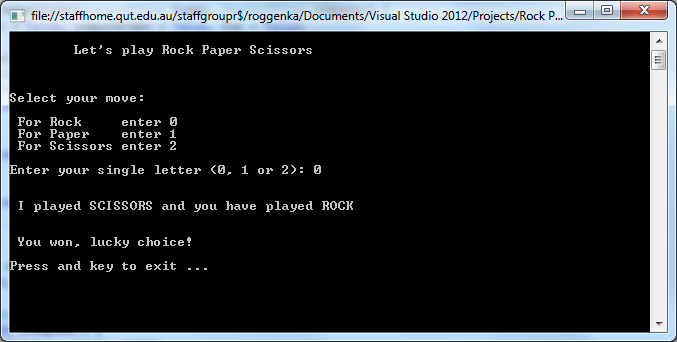 file://staffhome.qut.edu.au/staffgroupr$/roggenka/Documents/Visual Studio 2012/Projects/Rock P...
Let's play Rock Paper Scissors
Select your move:
For Rock enter 0
For Paper enter 1
For Scissors enter 2
Enter your single letter (0, 1 or 2): 0
I played SCISSORS and you have played ROCK
You won, lucky choice!
Press and key to exit ...